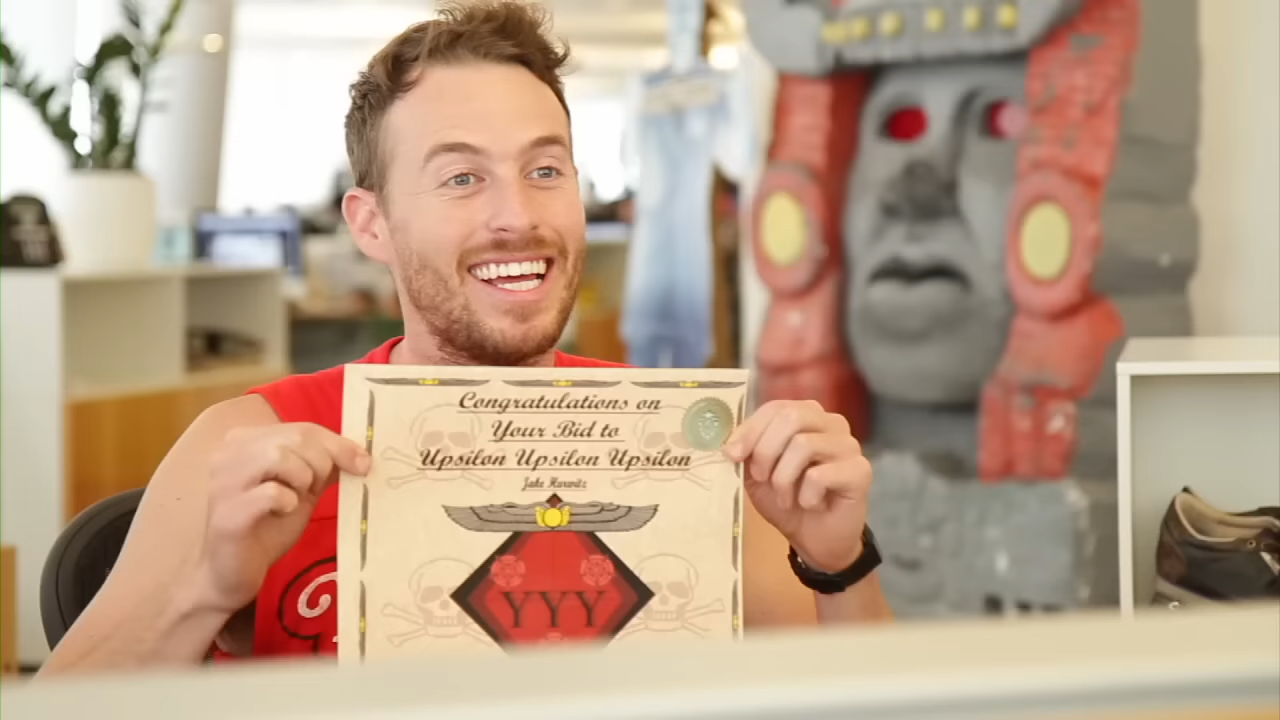 Congratulations on
Your Bid to
Upsilon Upsilon Upsilon
Jake Hurwitz
YYY